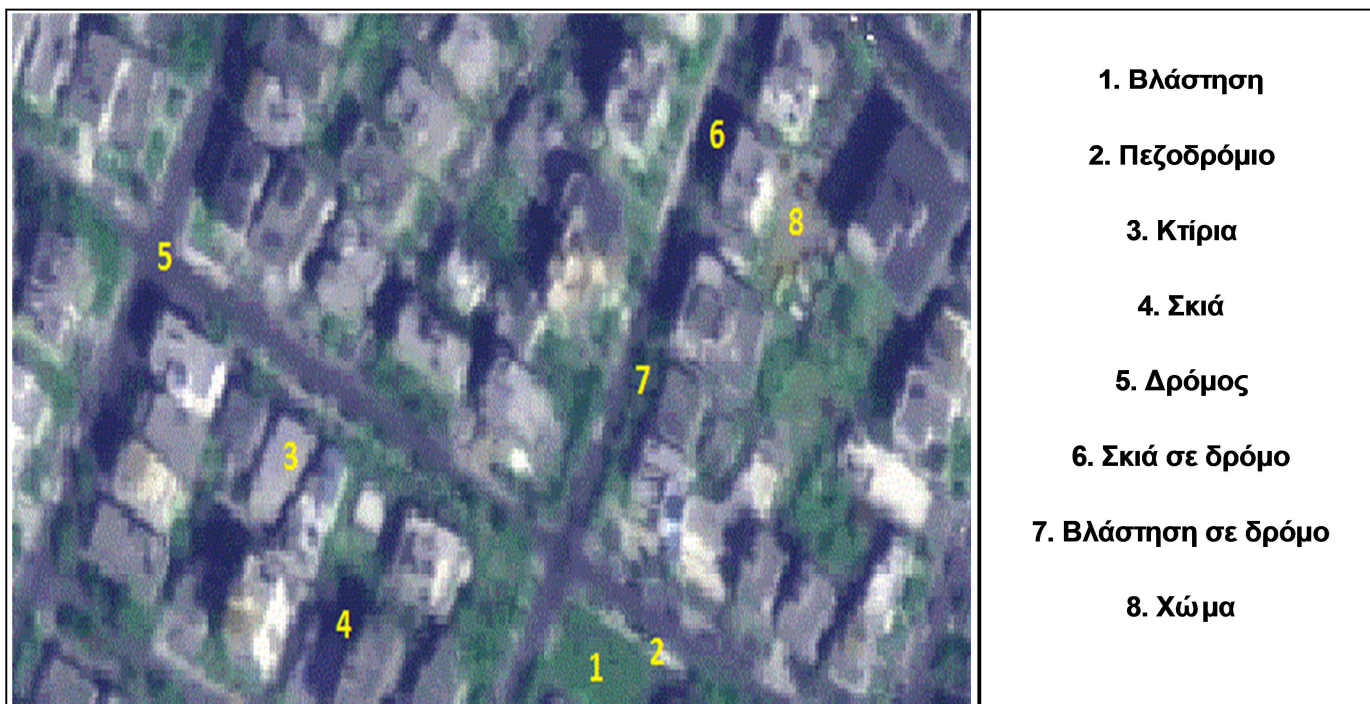 6
8
5
7
3
4
2
1
1. Βλάστηση
2. Πεζοδρόμιο
3. Κτίρια
4. Σκιά
5. Δρόμος
6. Σκιά σε δρόμο
7. Βλάστηση σε δρόμο
8. Χώμα